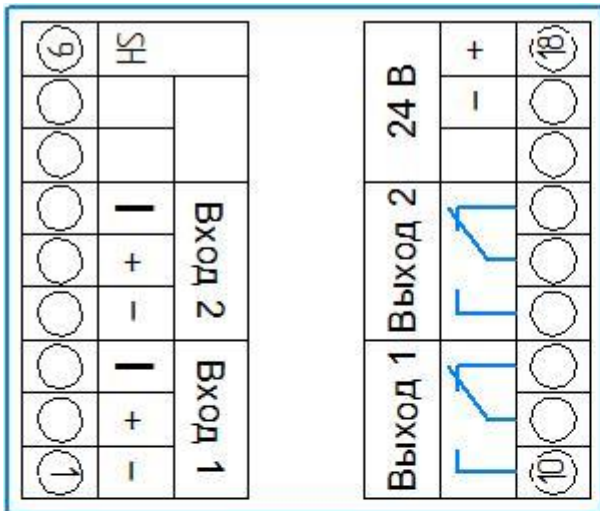 9 SH
Вход 2
I
+
−
Вход 1
I
+
−
1
24 В
+
−
18
Выход 2
Выход 1
10